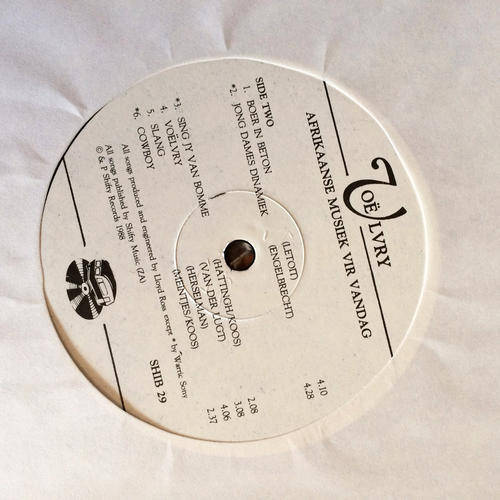 VOËLVRY
AFRIKAANSE MUSIEK VIR VANDAG
SIDE TWO
1. BOER IN BETON (LETOIT) 4.10
*2. JONG DAMES DINAMIEK (ENGELBRECHT) 4.28
*3. SING JY VAN BOMME (HATTINGH/KOOS) 2.08
4. VOËLVRY (VAN DER LUGT) 3.08
5. SLANG (HERSELMAN) 4.06
*6. COWBOY (MEINTJES/KOOS) 2.37
All songs produced and engineered by Lloyd Ross except * by Warric Sony
All songs published by Shifty Music (ZA)
© & P Shifty Records 1988
SHIB 29